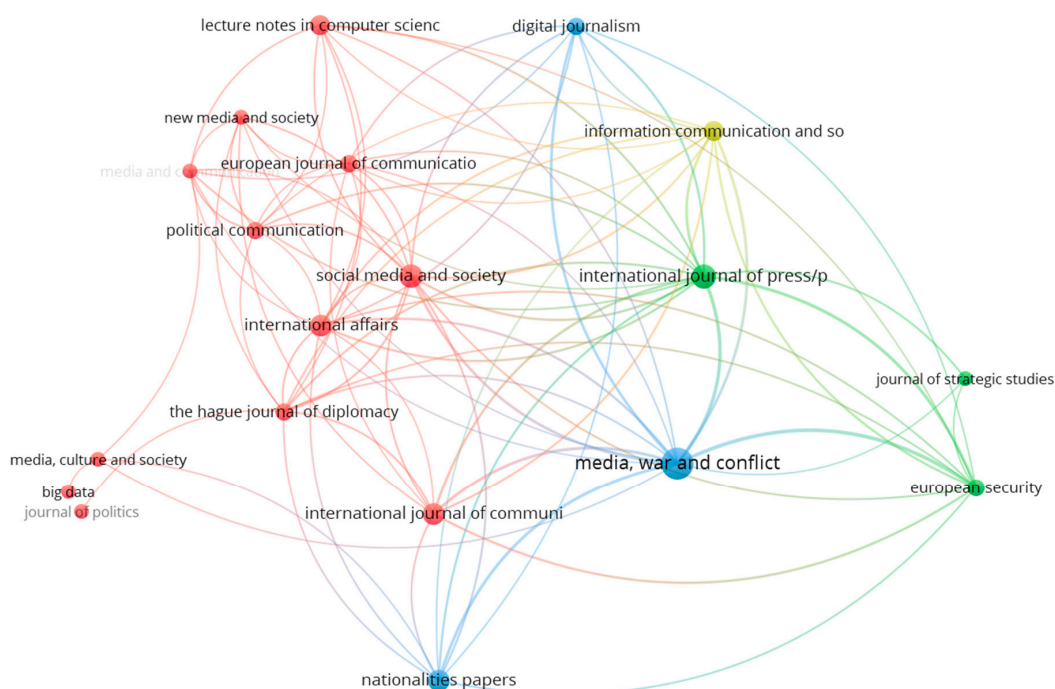 lecture notes in computer scienc
digital journalism
new media and society
information communication and so
european journal of communicatio
media and communication
political communication
social media and society
international journal of press/p
international affairs
journal of strategic studies
the hague journal of diplomacy
media, culture and society
media, war and conflict
big data
european security
journal of politics
international journal of communi
nationalities papers